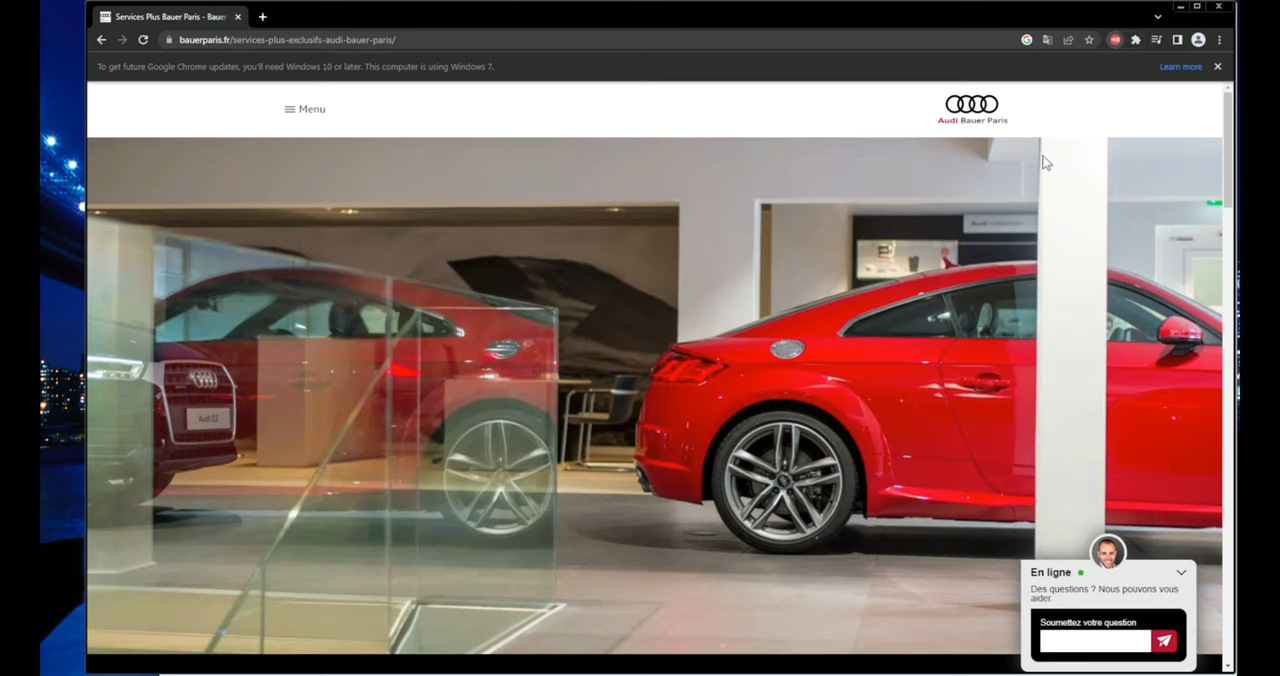 Services Plus Bauer Paris - Bauer
bauerparis.fr/services-plus-exclusifs-audi-bauer-paris/
To get future Google Chrome updates, you'll need Windows 10 or later. This computer is using Windows 7.
Learn more
Menu
Audi Bauer Paris
Audi Q3
En ligne
Des questions ? Nous pouvons vous
aider.
Soumettez votre question